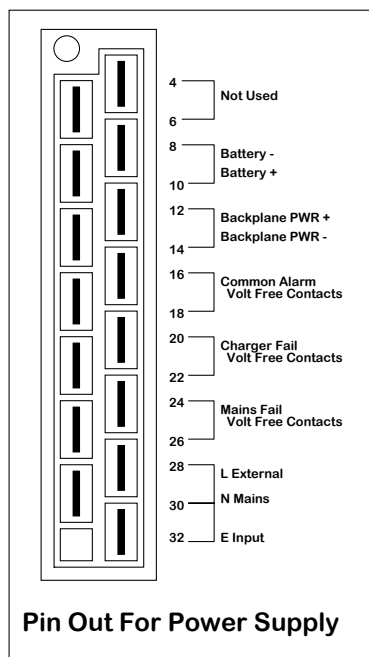 4
Not Used
6
8
Battery -
Battery +
10
12
Backplane PWR +
Backplane PWR -
14
16
Common Alarm
Volt Free Contacts
18
20
Charger Fail
Volt Free Contacts
22
24
Mains Fail
Volt Free Contacts
26
28
L External
N Mains
30
32
E Input
Pin Out For Power Supply